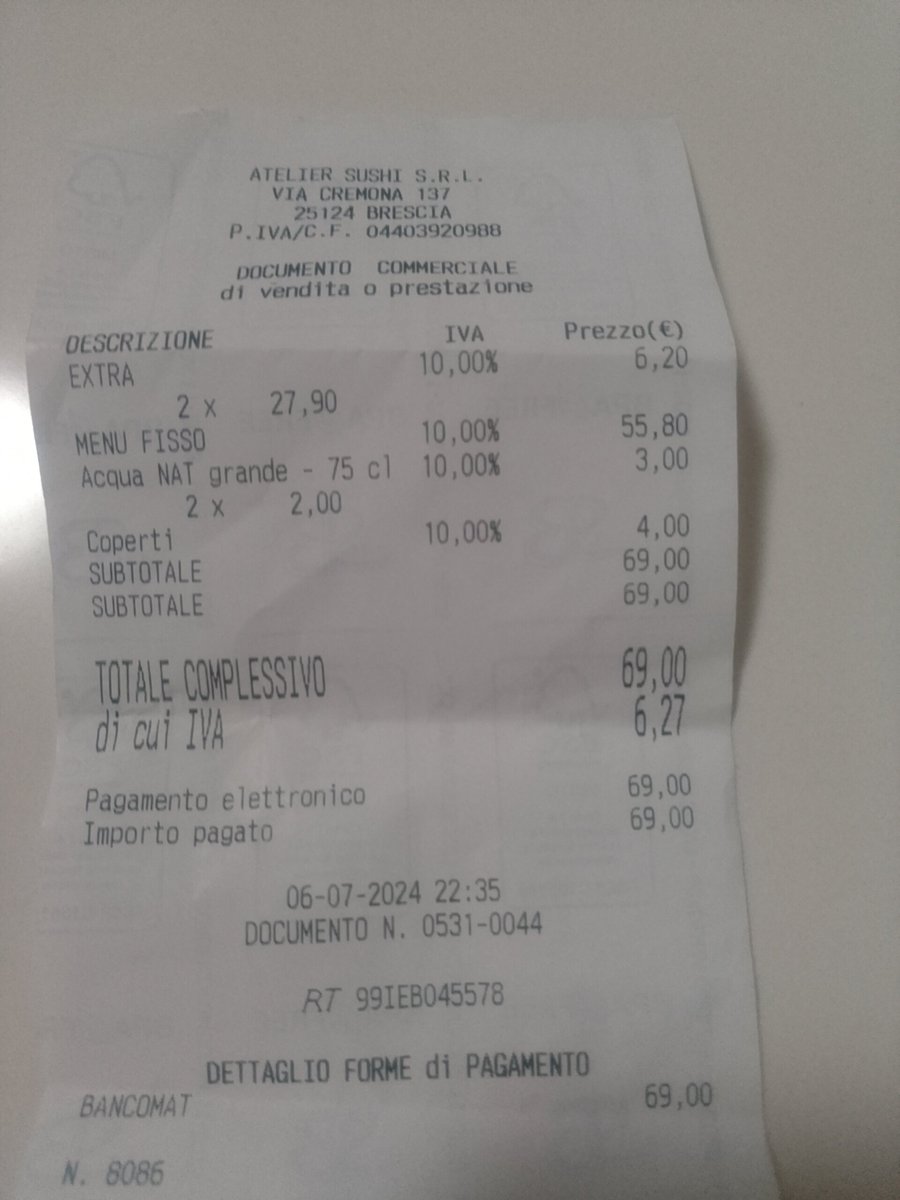 ATELIER SUSHI S.R.L.
VIA CREMONA 137
25124 BRESCIA
P.IVA/C.F. 04403920988
DOCUMENTO COMMERCIALE
di vendita o prestazione
DESCRIZIONE IVA Prezzo(€)
EXTRA 10,00% 6,20
2 x 27,90
MENU FISSO 10,00% 55,80
Acqua NAT grande - 75 cl 10,00% 3,00
2 x 2,00
Coperti 10,00% 4,00
SUBTOTALE 69,00
SUBTOTALE 69,00
TOTALE COMPLESSIVO 69,00
di cui IVA 6,27
Pagamento elettronico 69,00
Importo pagato 69,00
06-07-2024 22:35
DOCUMENTO N. 0531-0044
RT 99IEB045578
DETTAGLIO FORME di PAGAMENTO
BANCOMAT 69,00
N. 8086